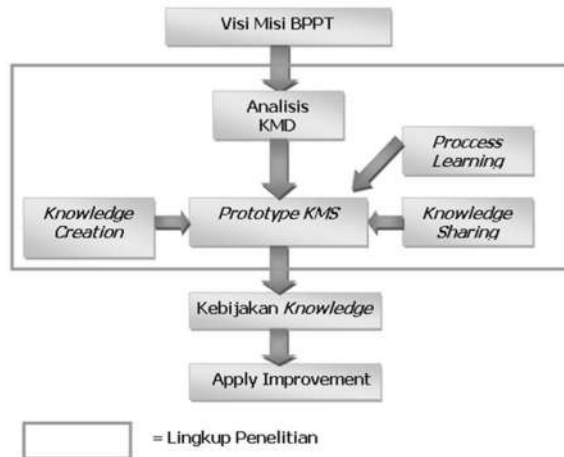 Visi Misi BPPT
Analisis
KMD
Proccess
Learning
Knowledge
Creation
Prototype KMS
Knowledge
Sharing
Kebijakan Knowledge
Apply Improvement
= Lingkup Penelitian